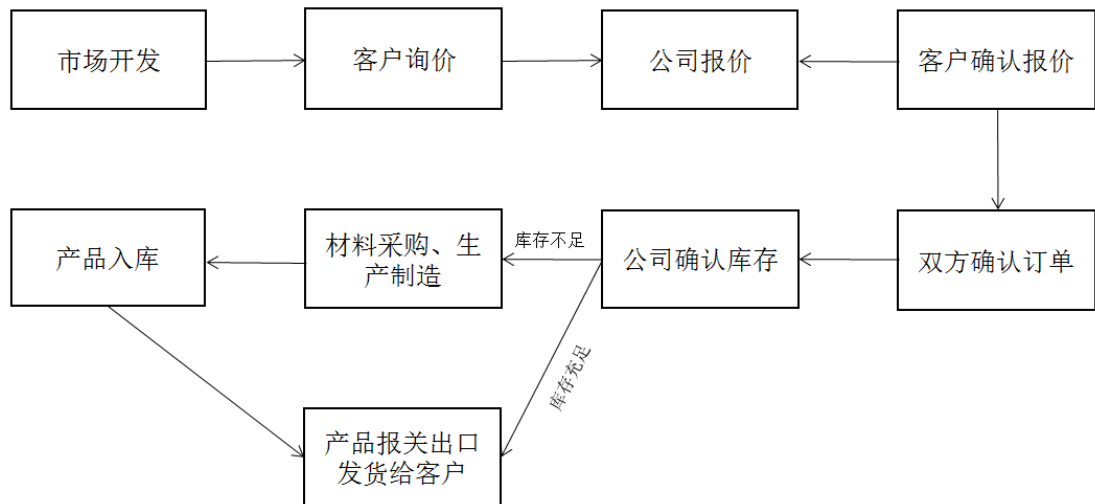 市场开发
客户询价
公司报价
客户确认报价
产品入库
材料采购、生
产制造
库存不足
公司确认库存
双方确认订单
库存充足
产品报关出口
发货给客户